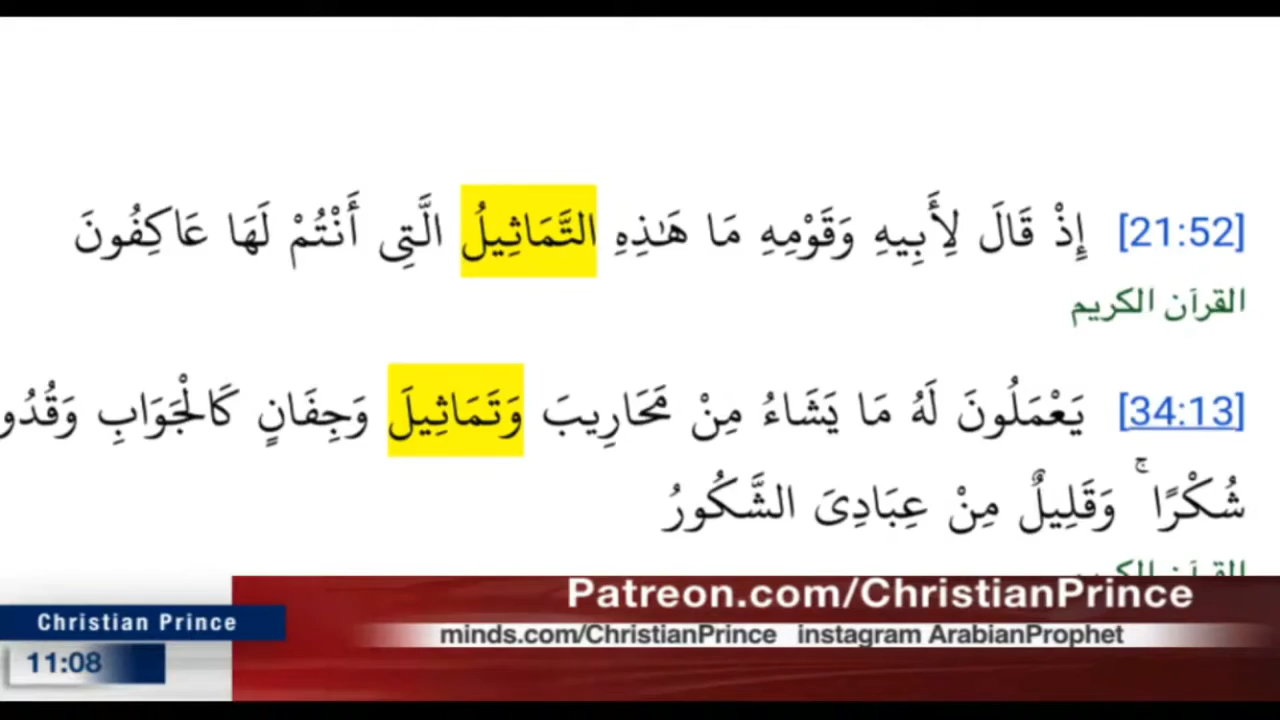 [21:52] إِذْ قَالَ لِأَبِيهِ وَقَوْمِهِ مَا هَٰذِهِ التَّمَاثِيلُ الَّتِى أَنْتُمْ لَهَا عَاكِفُونَ
القرآن الكريم
[34:13] يَعْمَلُونَ لَهُ مَا يَشَاءُ مِنْ مَحَارِيبَ وَتَمَاثِيلَ وَجِفَانٍ كَالْجَوَابِ
شُكْرًا ۚ وَقَلِيلٌ مِنْ عِبَادِىَ الشَّكُورُ
Patreon.com/ChristianPrince
Christian Prince
minds.com/ChristianPrince instagram ArabianProphet
11:08